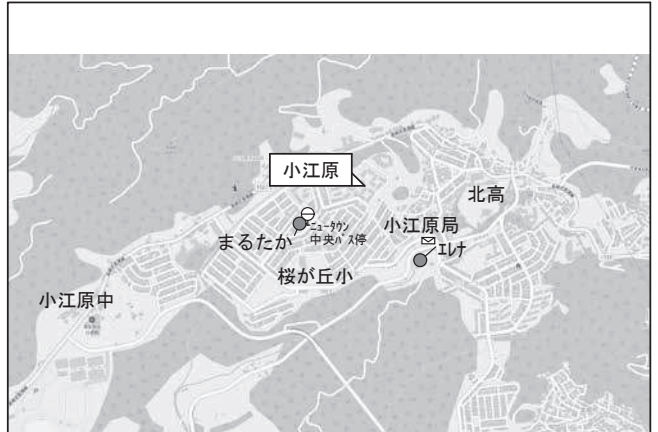 小江原
北高
小江原局
エレナ
ニュータウン
中央バス停
まるたか
桜が丘小
小江原中